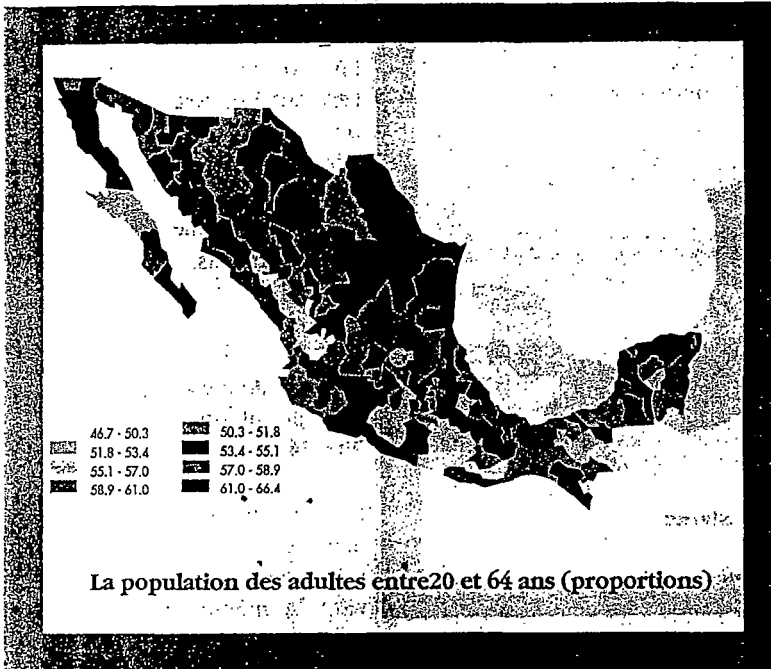 46.7 - 50.3
50.3 - 51.8
51.8 - 53.4
53.4 - 55.1
55.1 - 57.0
57.0 - 58.9
58.9 - 61.0
61.0 - 66.4
La population des adultes entre20 et 64 ans (proportions)